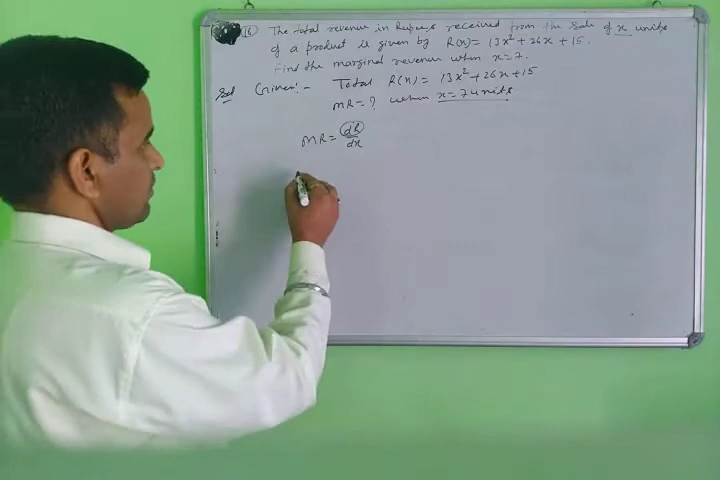 16 The total revenue in Rupees received from the sale of x units
of a product is given by R(x) = 13x² + 26x + 15.
Find the marginal revenue when x = 7.
Sol Given:- Total R(x) = 13x² + 26x + 15
MR = ? when x = 7 units
MR = dR
dx